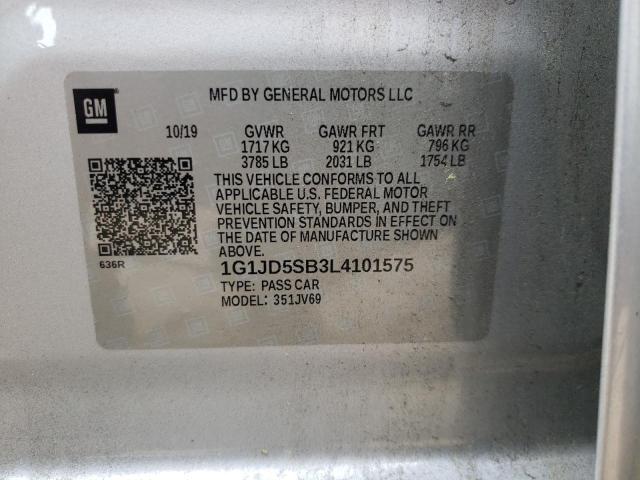 GM
MFD BY GENERAL MOTORS LLC
10/19 GVWR GAWR FRT GAWR RR
1717 KG 921 KG 796 KG
3785 LB 2031 LB 1754 LB
THIS VEHICLE CONFORMS TO ALL
APPLICABLE U.S. FEDERAL MOTOR
VEHICLE SAFETY, BUMPER, AND THEFT
PREVENTION STANDARDS IN EFFECT ON
THE DATE OF MANUFACTURE SHOWN ABOVE.
636R
1G1JD5SB3L4101575
TYPE: PASS CAR
MODEL: 351JV69